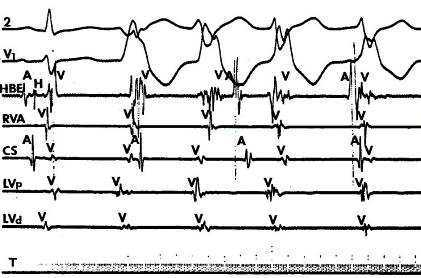 2
V1
A H V V V V V A V
HBE
RVA V V V V V
A A A A
CS V V V V
LVp V V V V V
LVd V V V V V
T